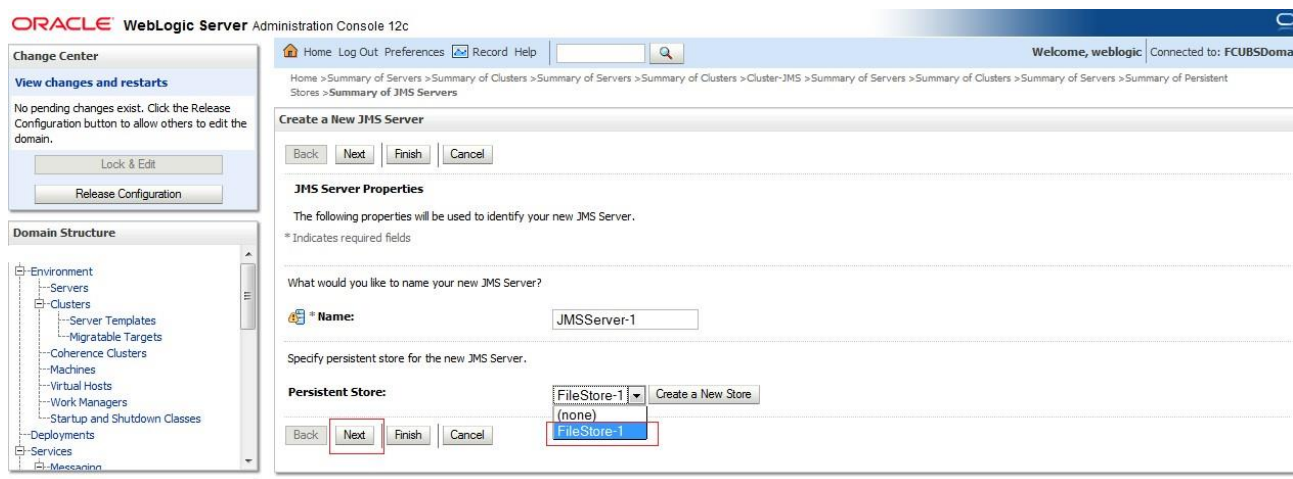 ORACLE WebLogic Server Administration Console 12c
Change Center
View changes and restarts
No pending changes exist. Click the Release
Configuration button to allow others to edit the
domain.
Lock & Edit
Release Configuration
Domain Structure
Environment
Servers
Clusters
Server Templates
Migratable Targets
Coherence Clusters
Machines
Virtual Hosts
Work Managers
Startup and Shutdown Classes
Deployments
Services
Messaging
Home Log Out Preferences Record Help
Welcome, weblogic Connected to: FCUBSDoma
Home >Summary of Servers >Summary of Clusters >Summary of Servers >Summary of Clusters >Cluster-JMS >Summary of Servers >Summary of Clusters >Summary of Servers >Summary of Persistent
Stores >Summary of JMS Servers
Create a New JMS Server
Back Next Finish Cancel
JMS Server Properties
The following properties will be used to identify your new JMS Server.
* Indicates required fields
What would you like to name your new JMS Server?
* Name: JMSServer-1
Specify persistent store for the new JMS Server.
Persistent Store: FileStore-1 Create a New Store
(none)
FileStore-1
Back Next Finish Cancel